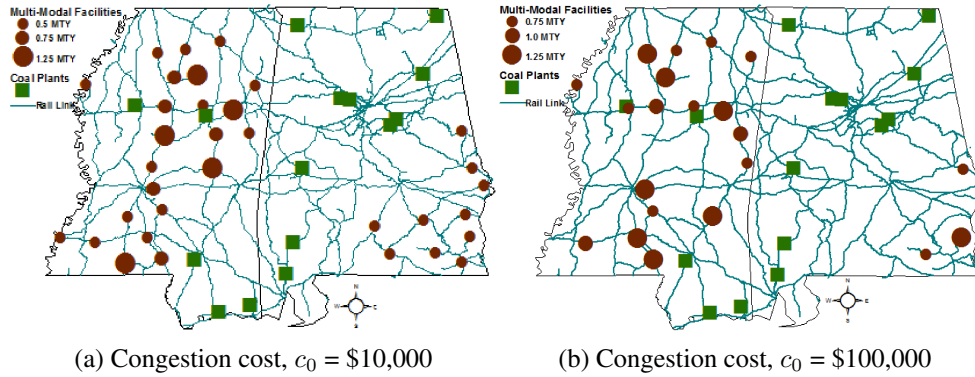 Multi-Modal Facilities
0.5 MTY
0.75 MTY
1.25 MTY
Coal Plants
Rail Link
N
W
E
S
(a) Congestion cost, c₀ = $10,000
Multi-Modal Facilities
0.75 MTY
1.0 MTY
1.25 MTY
Coal Plants
Rail Link
N
W
E
S
(b) Congestion cost, c₀ = $100,000